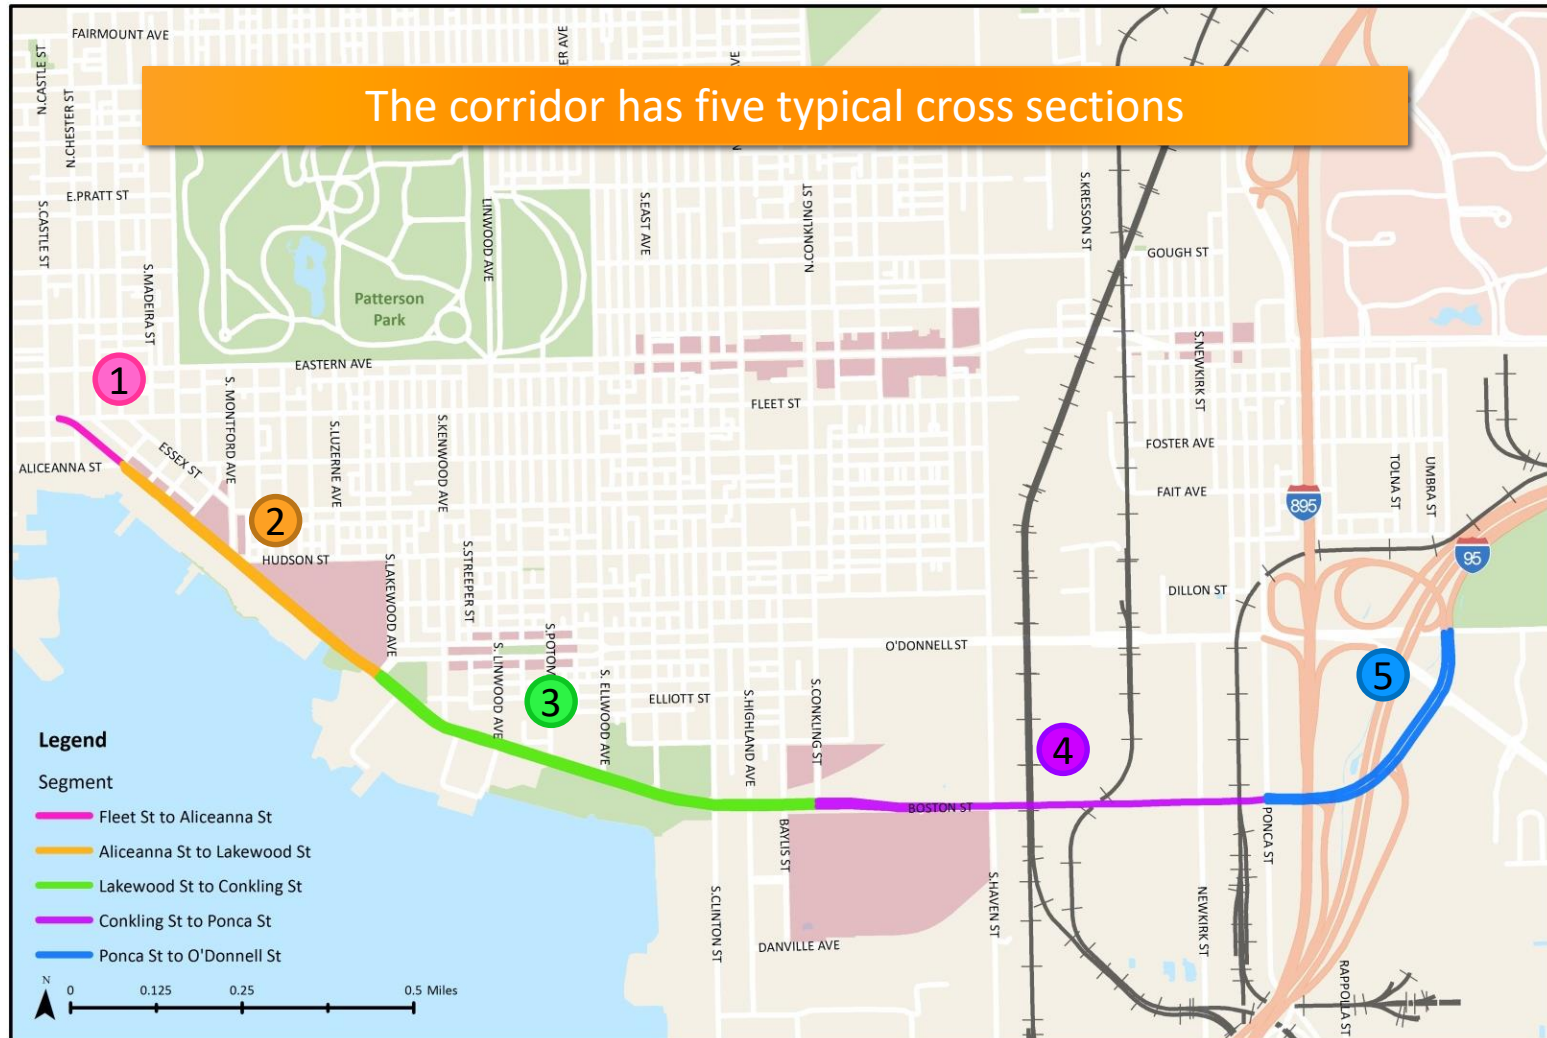 FAIRMOUNT AVE
N.CASTLE ST
N.CHESTER ST
ER AVE
AVE
The corridor has five typical cross sections
E.PRATT ST
S.CASTLE ST
S.MADEIRA ST
LINWOOD AVE
S.EAST AVE
N.CONKLING ST
S.KRESSON ST
GOUGH ST
Patterson
Park
EASTERN AVE
S.NEWKIRK ST
1
S. MONTFORD AVE
FLEET ST
ESSEX ST
S.LUZERNE AVE
S.KENWOOD AVE
FOSTER AVE
ALICEANNA ST
TOLNA ST
UMBRA ST
FAIT AVE
895
2
HUDSON ST
95
S.LAKEWOOD AVE
S.STREEPER ST
DILLON ST
S.POTOM
O'DONNELL ST
S. LINWOOD AVE
S. ELLWOOD AVE
3
ELLIOTT ST
S.HIGHLAND AVE
S.CONKLING ST
5
4
Legend
Segment
Fleet St to Aliceanna St
Aliceanna St to Lakewood St
Lakewood St to Conkling St
Conkling St to Ponca St
Ponca St to O'Donnell St
BOSTON ST
BAYLIS ST
PONCA ST
S.CLINTON ST
S.HAVEN ST
NEWKIRK ST
DANVILLE AVE
RAPPOLLA ST
N
0 0.125 0.25 0.5 Miles